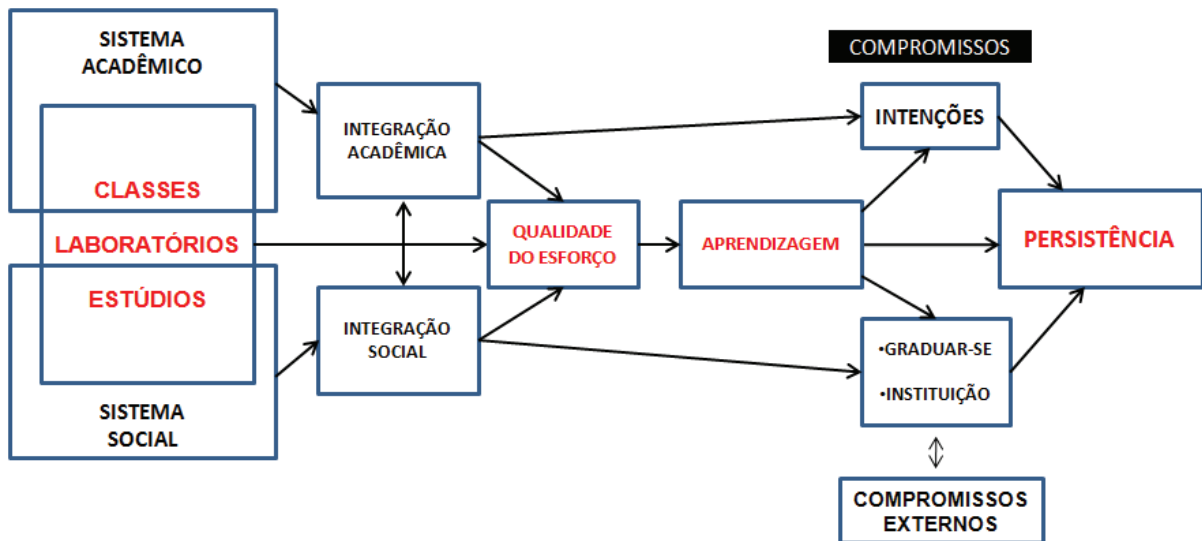 SISTEMA
ACADÊMICO
CLASSES
LABORATÓRIOS
ESTÚDIOS
SISTEMA
SOCIAL
INTEGRAÇÃO
ACADÊMICA
INTEGRAÇÃO
SOCIAL
QUALIDADE
DO ESFORÇO
APRENDIZAGEM
COMPROMISSOS
INTENÇÕES
•GRADUAR-SE
•INSTITUIÇÃO
COMPROMISSOS
EXTERNOS
PERSISTÊNCIA